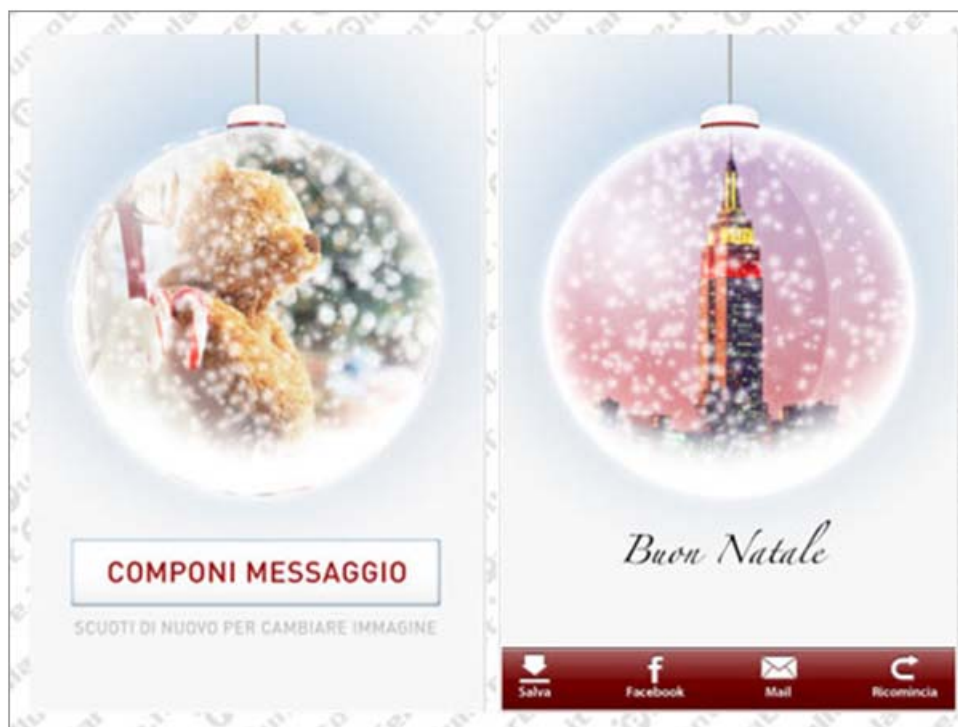 COMPONI MESSAGGIO
SCUOTI DI NUOVO PER CAMBIARE IMMAGINE
Buon Natale
Salva
Facebook
Mail
Ricomincia